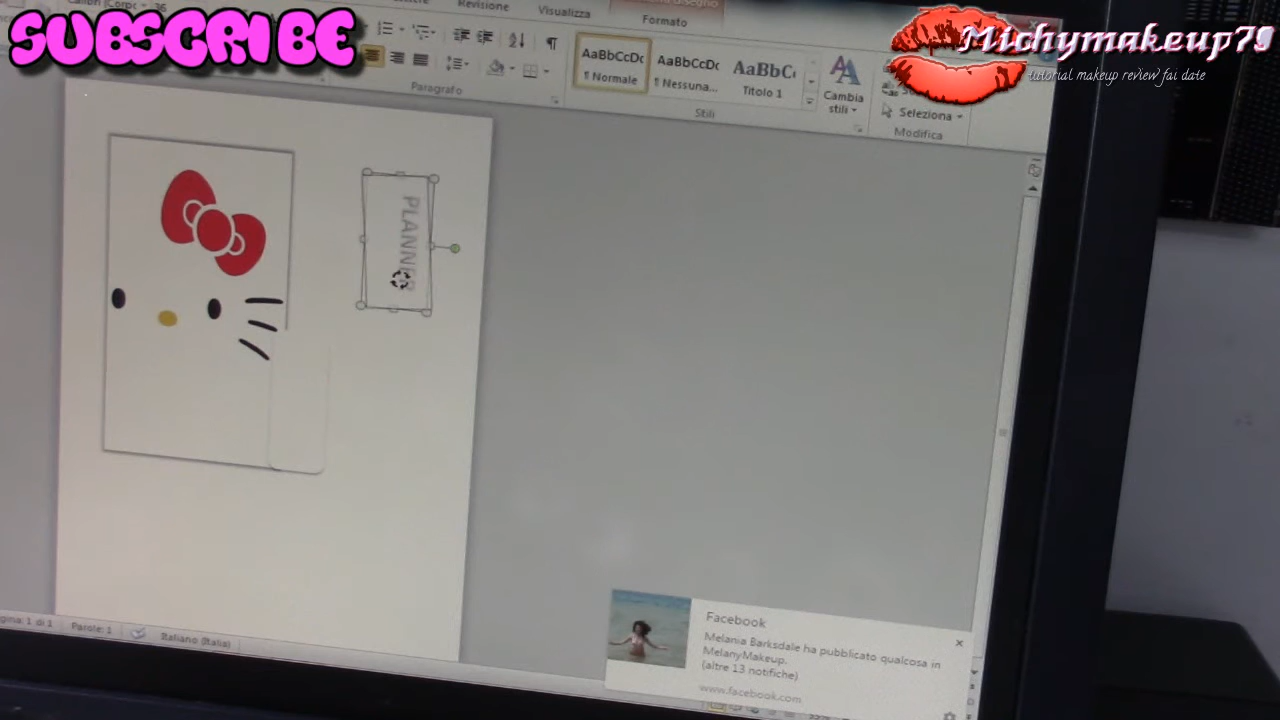 SUBSCRIBE
Michymakeup79
tutorial makeup review fai date
Revisione
Visualizza
Formato
36
AaBbCcDc
¶ Normale
AaBbCcDc
¶ Nessuna...
AaBbC
Titolo 1
Cambia
stili
Seleziona
Paragrafo
Stili
Modifica
PLANNER
Facebook
Melania Barksdale ha pubblicato qualcosa in
MelanyMakeup.
(altre 13 notifiche)
www.facebook.com
Parole: 1
Italiano (Italia)